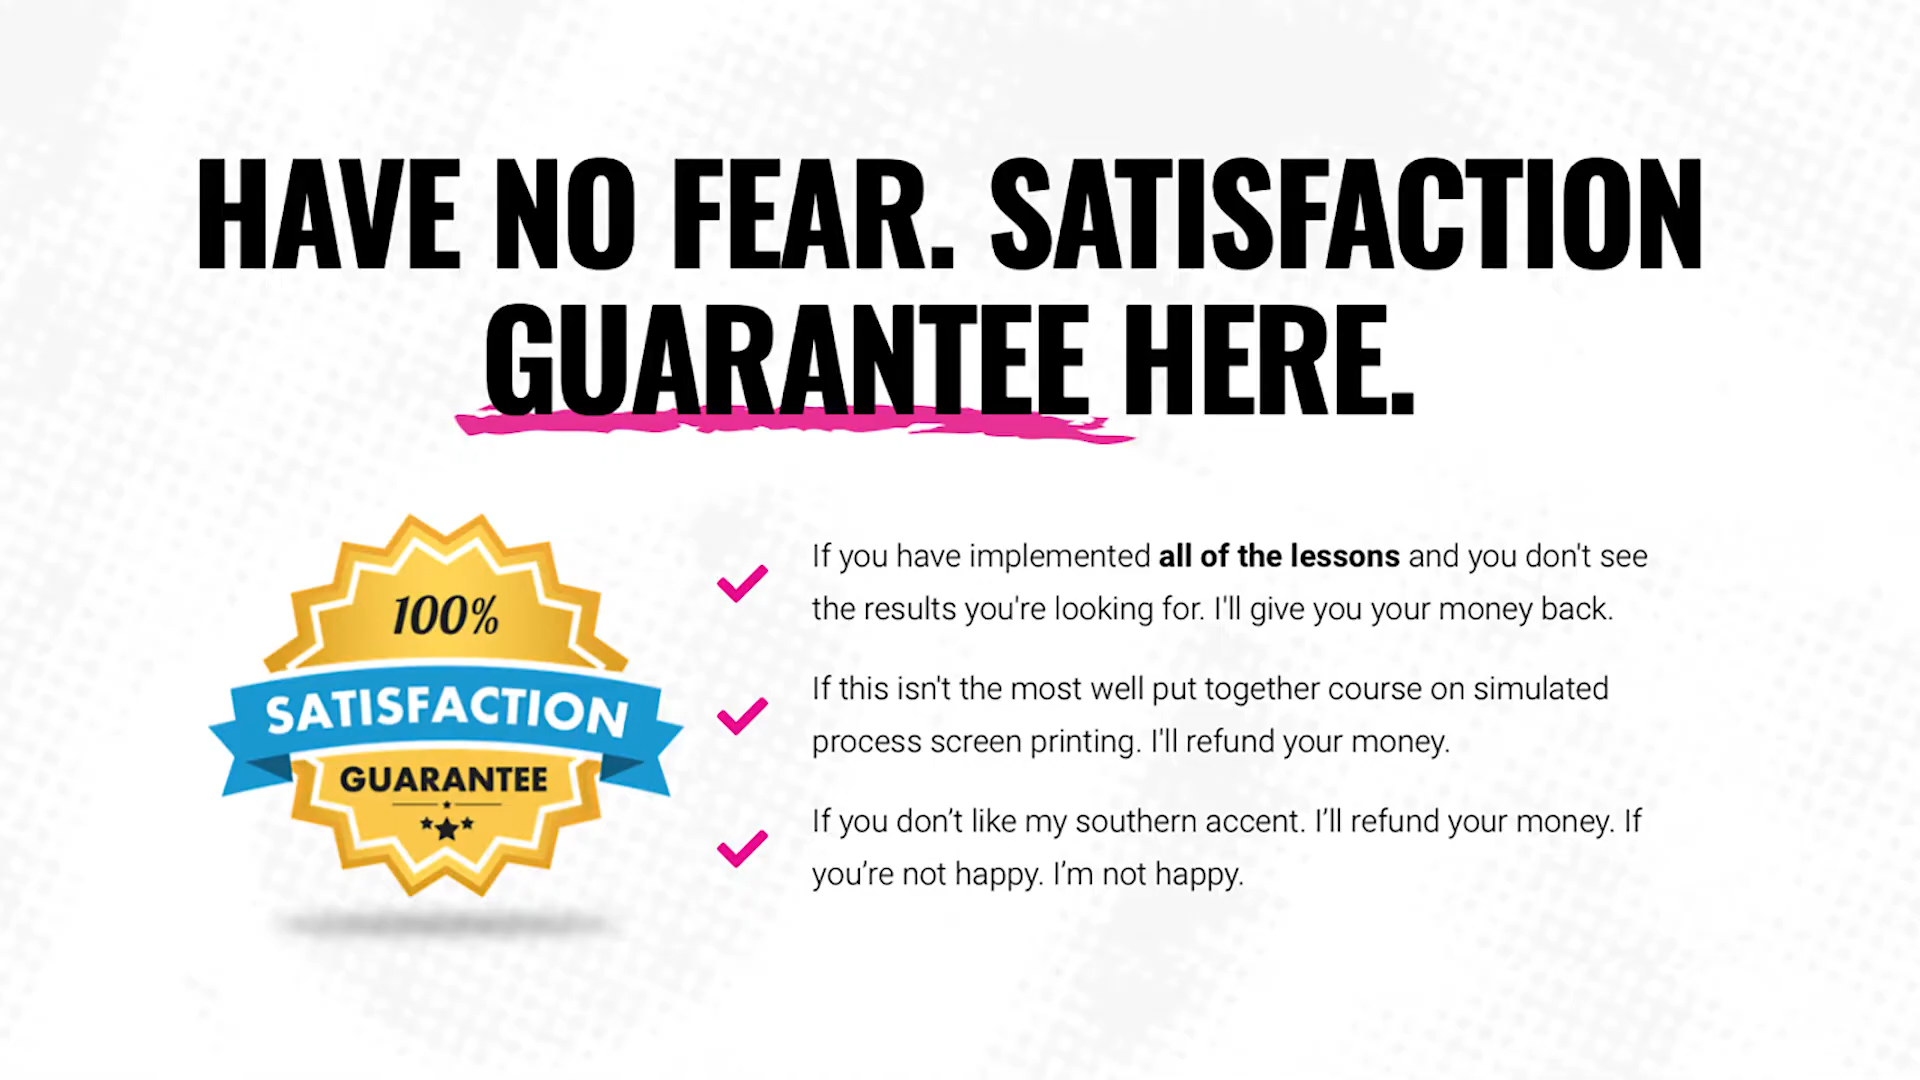 HAVE NO FEAR. SATISFACTION
GUARANTEE HERE.
100%
SATISFACTION
GUARANTEE
If you have implemented all of the lessons and you don't see
the results you're looking for. I'll give you your money back.
If this isn't the most well put together course on simulated
process screen printing. I'll refund your money.
If you don’t like my southern accent. I’ll refund your money. If
you’re not happy. I’m not happy.